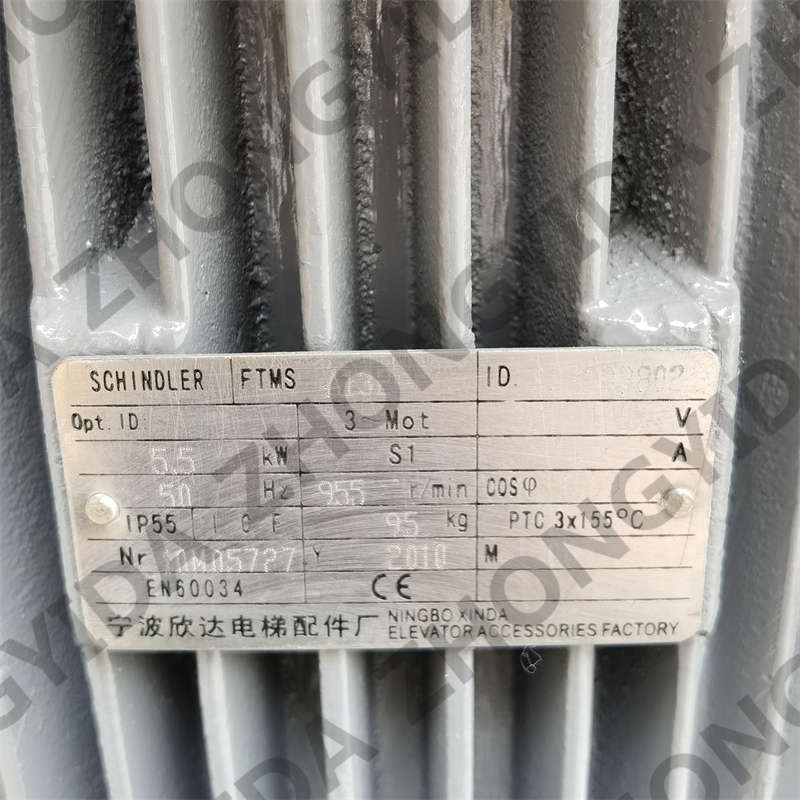 SCHINDLER FTMS ID.
Opt. ID: 3~Mot V
5.5 kW S1 A
50 Hz 955 r/min COSφ
IP55 I C F 95 kg PTC 3x155°C
Nr Y 2010 M
EN60034 CE
宁波欣达电梯配件厂 NINGBO XINDA
ELEVATOR ACCESSORIES FACTORY
ZHONGYIDA